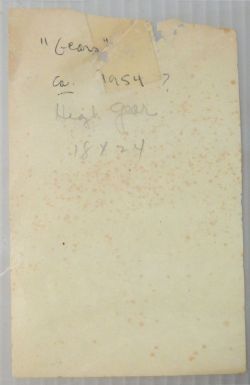 "Gears"
ca. 1954 ?
High Gear
18 x 24